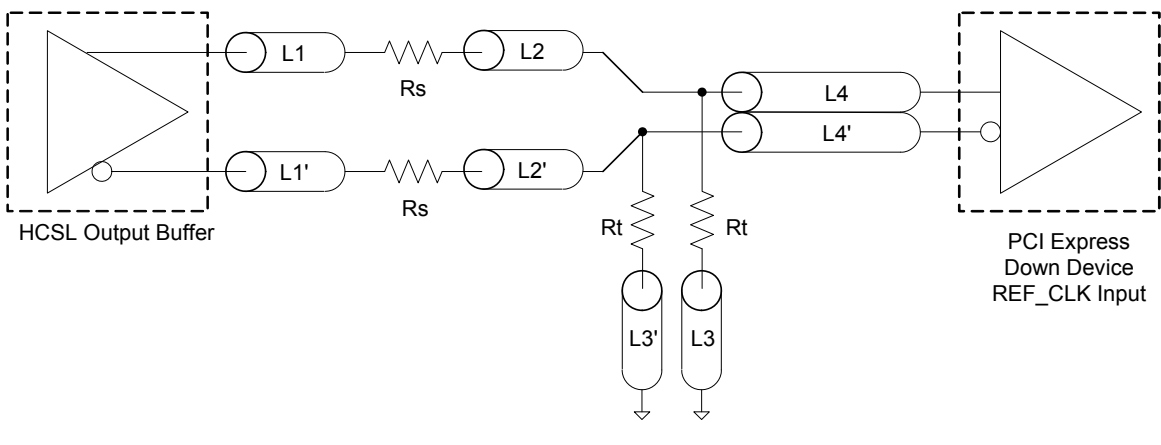 L1
Rs
L2
L4
L4'
L1'
Rs
L2'
HCSL Output Buffer
Rt
Rt
L3'
L3
PCI Express
Down Device
REF_CLK Input